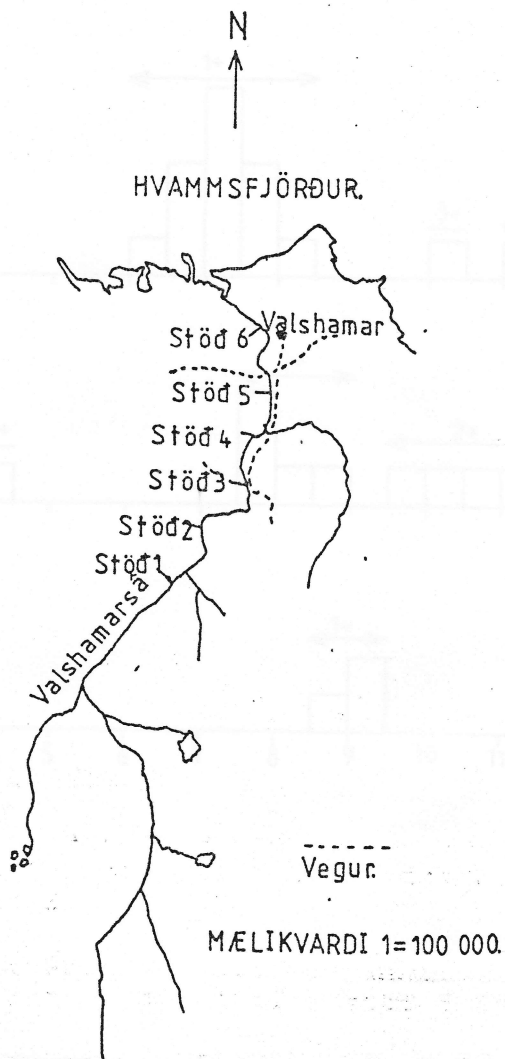 N
HVAMMSFJÖRÐUR.
Valshamar
Stöð 6
Stöð 5
Stöð 4
Stöð 3
Stöð 2
Stöð 1
Valshamarsá
Vegur.
MÆLIKVARÐI 1=100 000.